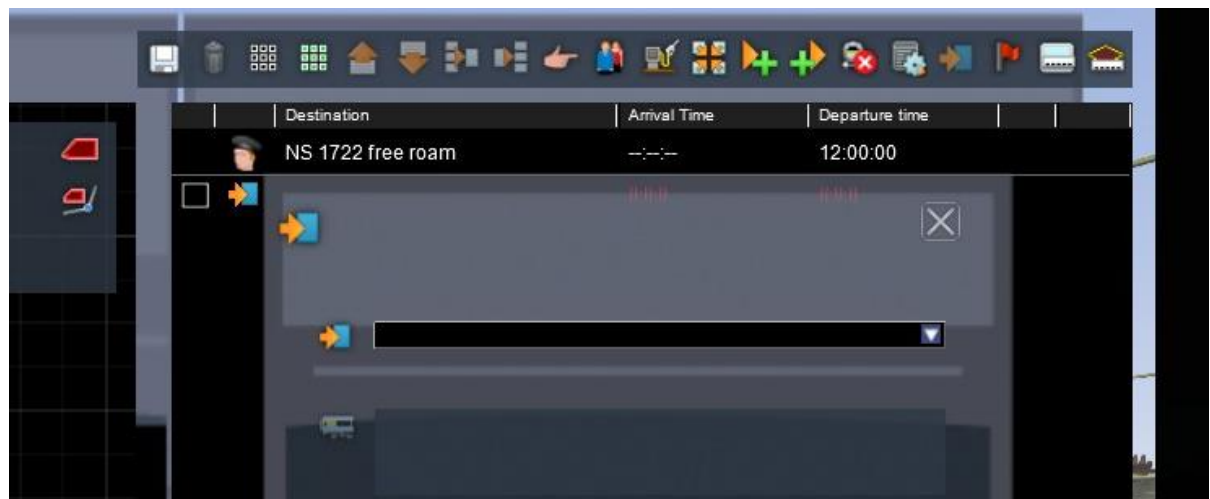 Destination Arrival Time Departure time
NS 1722 free roam --:--:-- 12:00:00